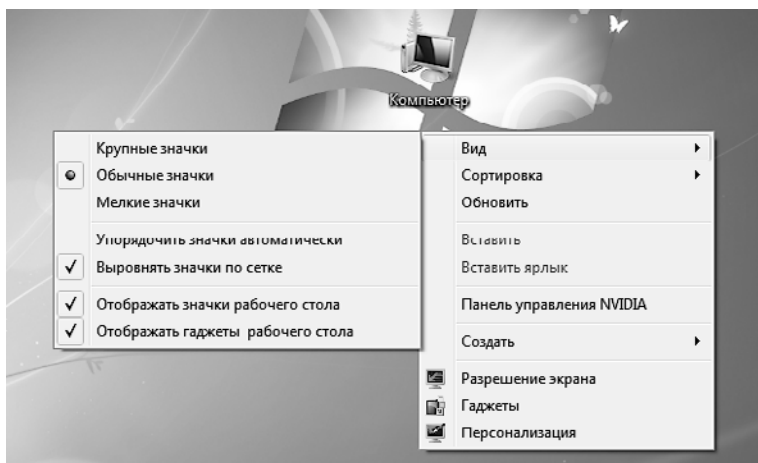 Компьютер
Крупные значки
Обычные значки
Мелкие значки
Упорядочить значки автоматически
Выровнять значки по сетке
Отображать значки рабочего стола
Отображать гаджеты рабочего стола
Вид
Сортировка
Обновить
Вставить
Вставить ярлык
Панель управления NVIDIA
Создать
Разрешение экрана
Гаджеты
Персонализация